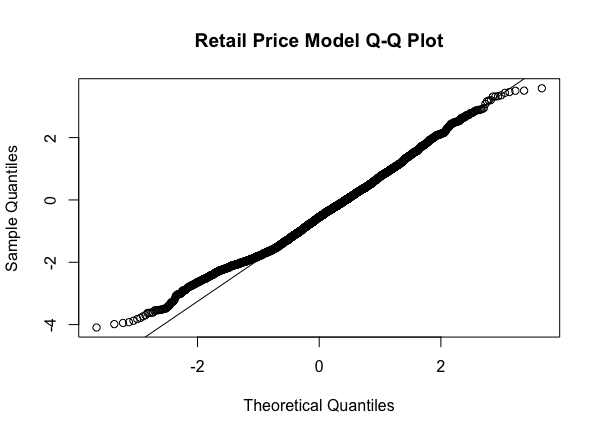 Retail Price Model Q-Q Plot
Sample Quantiles
2
0
-2
-4
-2 0 2
Theoretical Quantiles